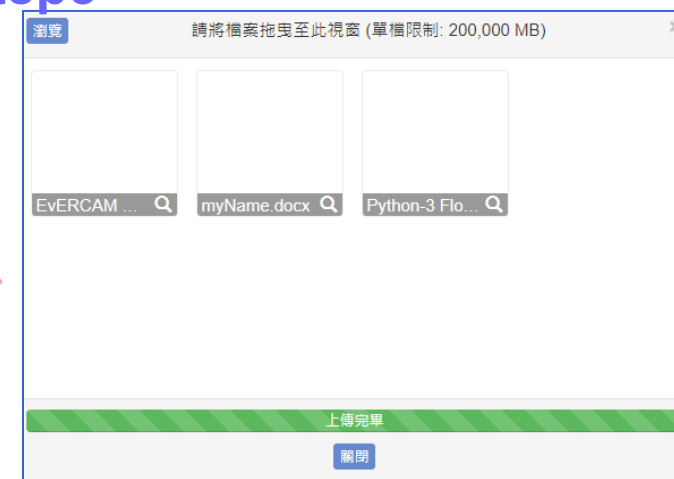 瀏覽
請將檔案拖曳至此視窗 (單檔限制: 200,000 MB)
EvERCAM ...
myName.docx
Python-3 Flo...
上傳完畢
關閉